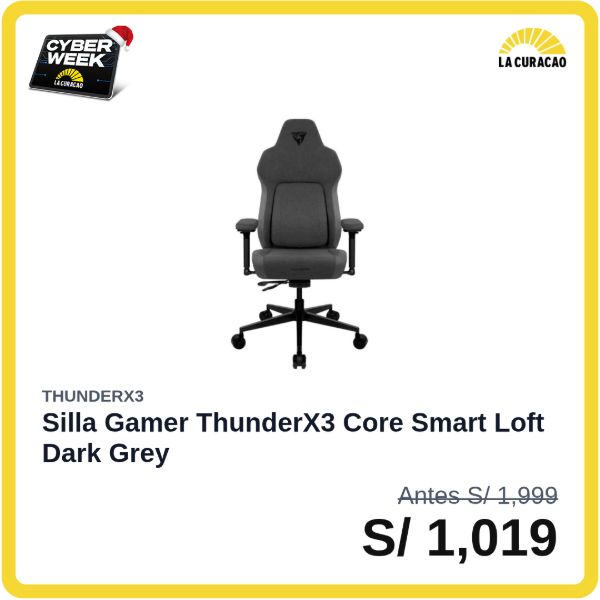 CYBER
WEEK
LA CURACAO
LA CURACAO
THUNDERX3
Silla Gamer ThunderX3 Core Smart Loft
Dark Grey
Antes S/ 1,999
S/ 1,019